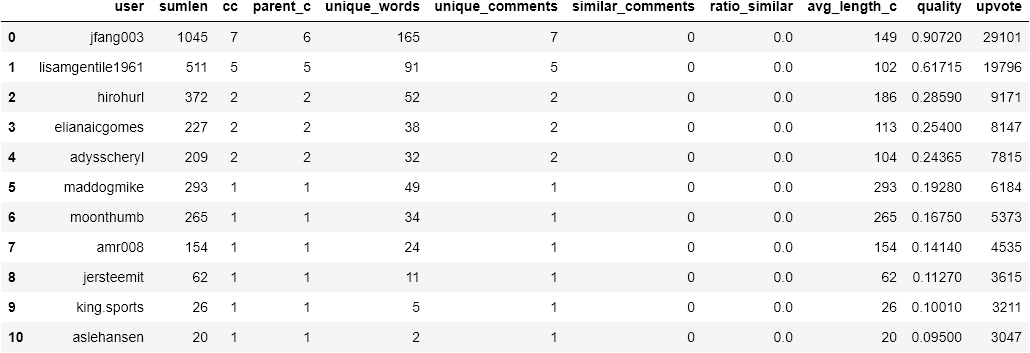 user sumlen cc parent_c unique_words unique_comments similar_comments ratio_similar avg_length_c quality upvote
0 jfang003 1045 7 6 165 7 0 0.0 149 0.90720 29101
1 lisamgentile1961 511 5 5 91 5 0 0.0 102 0.61715 19796
2 hirohurl 372 2 2 52 2 0 0.0 186 0.28590 9171
3 elianaicgomes 227 2 2 38 2 0 0.0 113 0.25400 8147
4 adysscheryl 209 2 2 32 2 0 0.0 104 0.24365 7815
5 maddogmike 293 1 1 49 1 0 0.0 293 0.19280 6184
6 moonthumb 265 1 1 34 1 0 0.0 265 0.16750 5373
7 amr008 154 1 1 24 1 0 0.0 154 0.14140 4535
8 jersteemit 62 1 1 11 1 0 0.0 62 0.11270 3615
9 king.sports 26 1 1 5 1 0 0.0 26 0.10010 3211
10 aslehansen 20 1 1 2 1 0 0.0 20 0.09500 3047